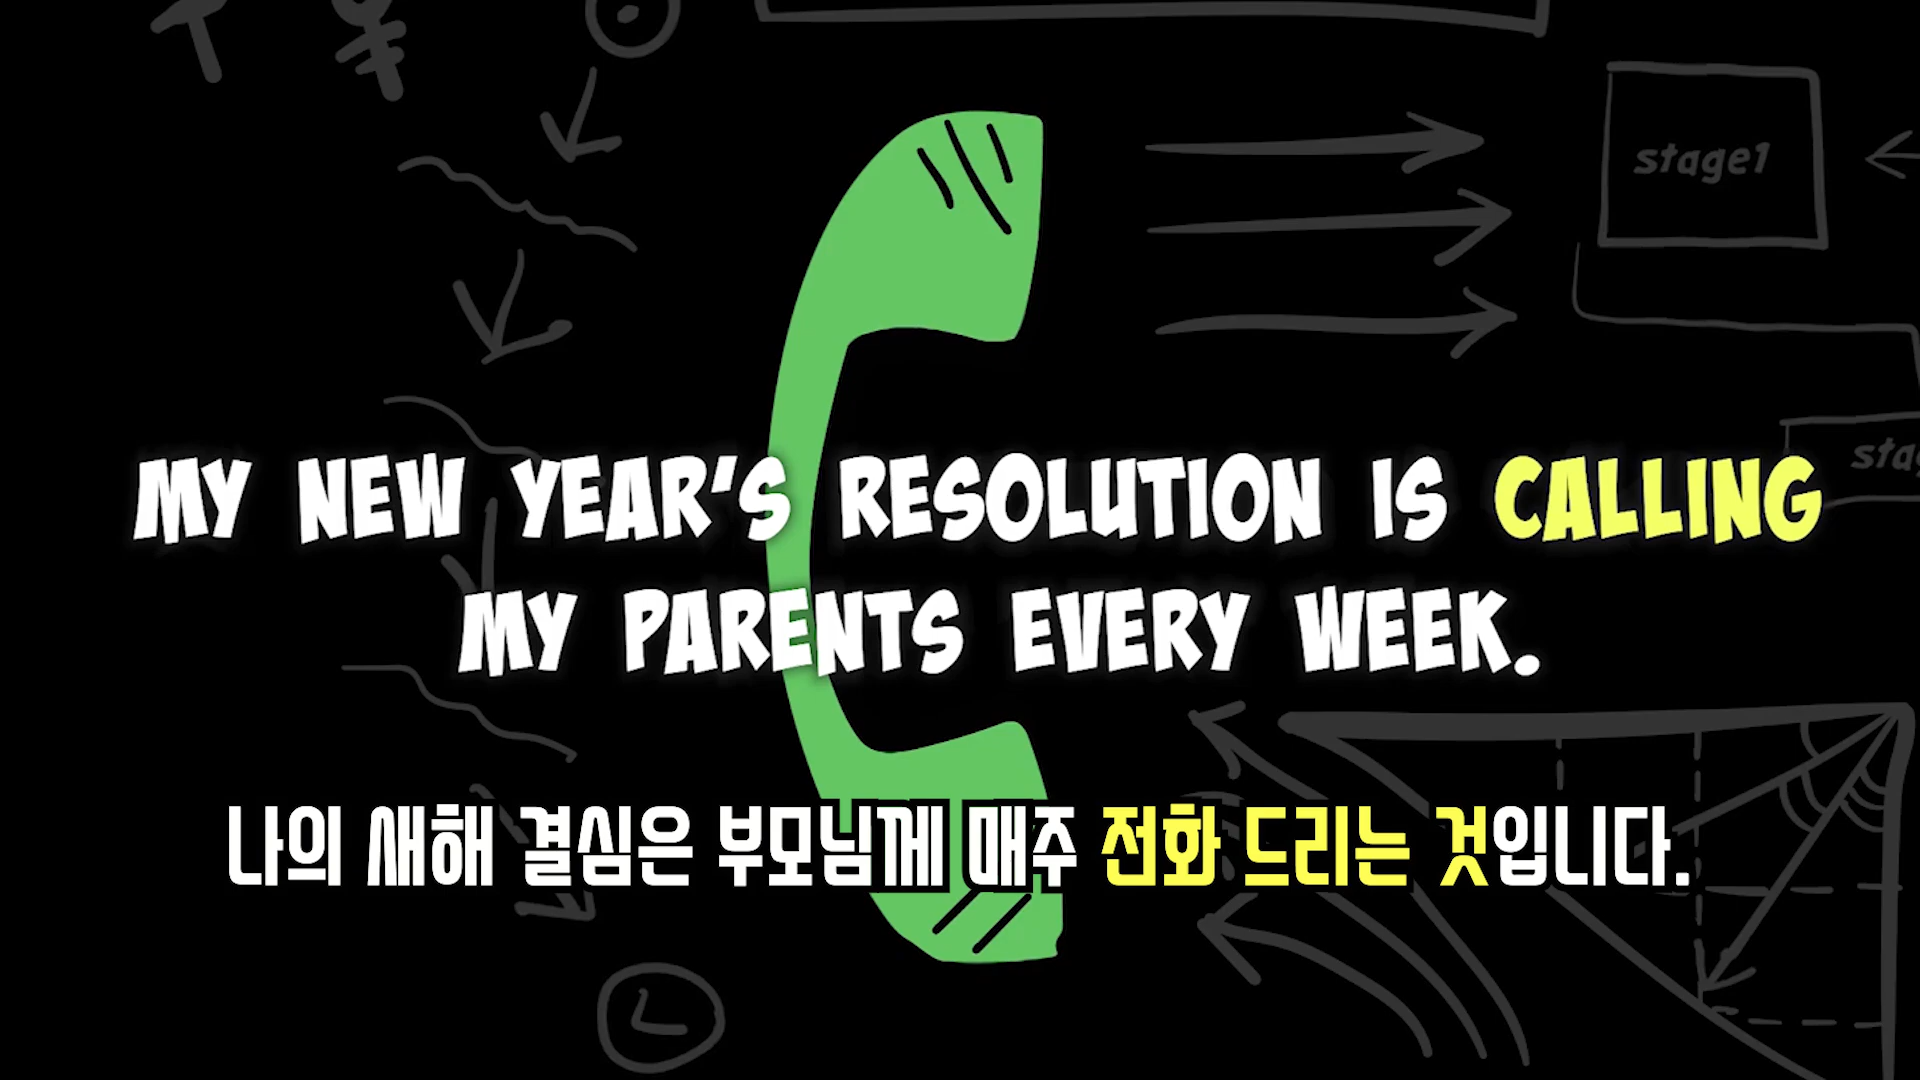 ¥
stage1
MY NEW YEAR'S RESOLUTION IS CALLING
MY PARENTS EVERY WEEK.
나의 새해 결심은 부모님께 매주 전화 드리는 것입니다.